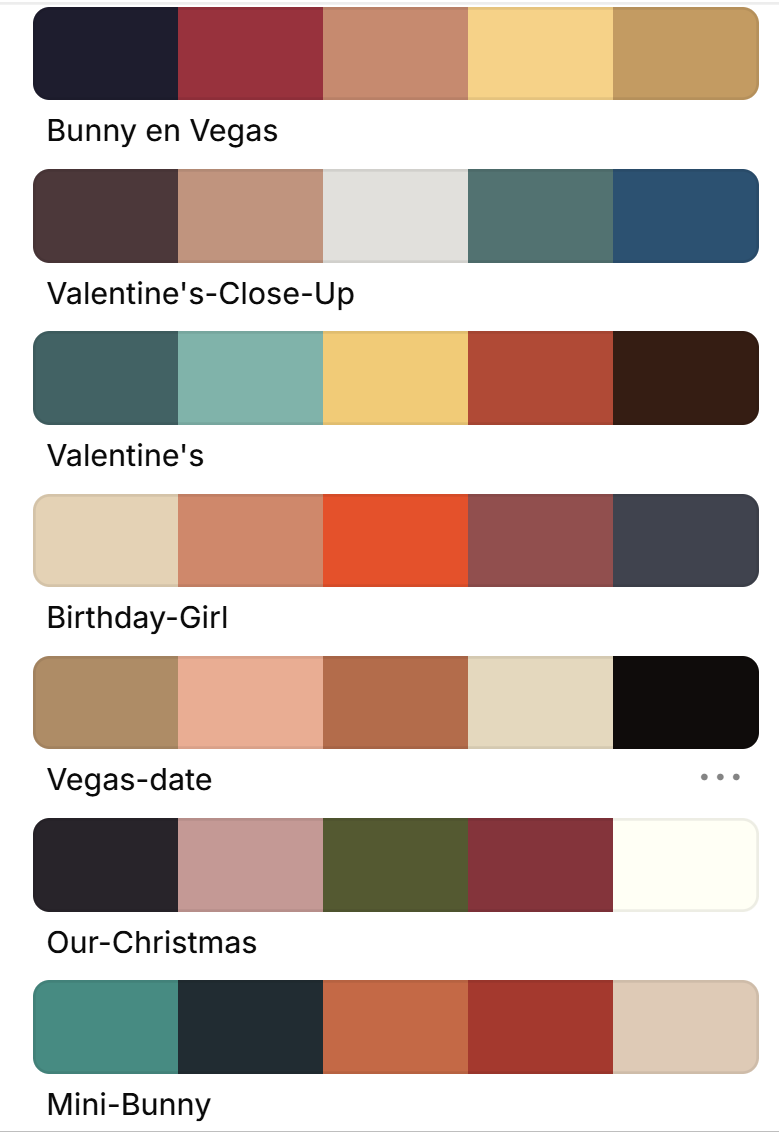 Bunny en Vegas
Valentine's-Close-Up
Valentine's
Birthday-Girl
Vegas-date
Our-Christmas
Mini-Bunny